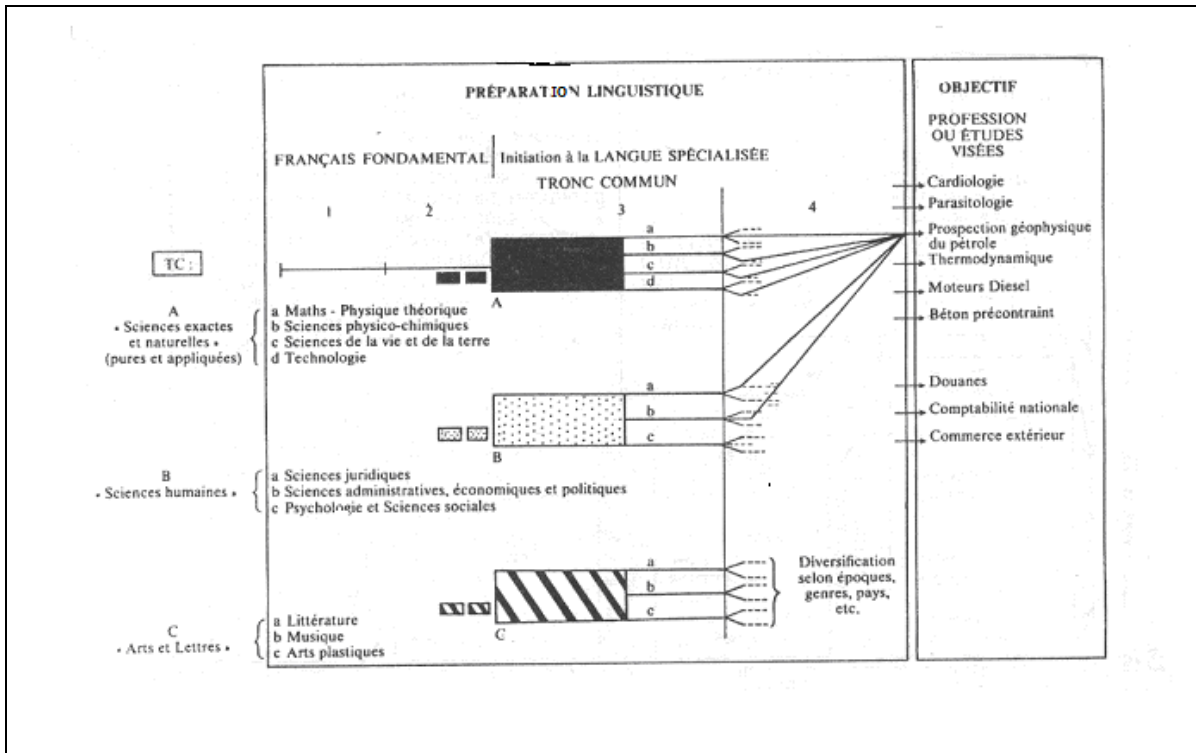 PRÉPARATION LINGUISTIQUE
OBJECTIF
PROFESSION
OU ÉTUDES
VISÉES
FRANÇAIS FONDAMENTAL
Initiation à la LANGUE SPÉCIALISÉE
TRONC COMMUN
1
2
3
4
Cardiologie
Parasitologie
Prospection géophysique
du pétrole
Thermodynamique
Moteurs Diesel
Béton précontraint
Douanes
Comptabilité nationale
Commerce extérieur
TC :
a
b
c
d
A
A
« Sciences exactes
et naturelles »
(pures et appliquées)
a Maths - Physique théorique
b Sciences physico-chimiques
c Sciences de la vie et de la terre
d Technologie
a
b
c
B
B
« Sciences humaines »
a Sciences juridiques
b Sciences administratives, économiques et politiques
c Psychologie et Sciences sociales
a
b
c
C
Diversification
selon époques,
genres, pays,
etc.
C
« Arts et Lettres »
a Littérature
b Musique
c Arts plastiques